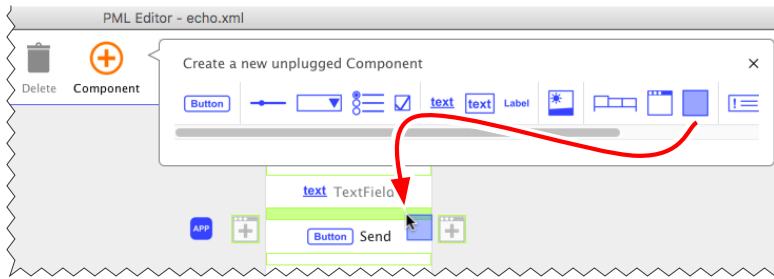 PML Editor - echo.xml
Delete
Component
Create a new unplugged Component
Button
text
text
Label
text TextField
APP
Button Send